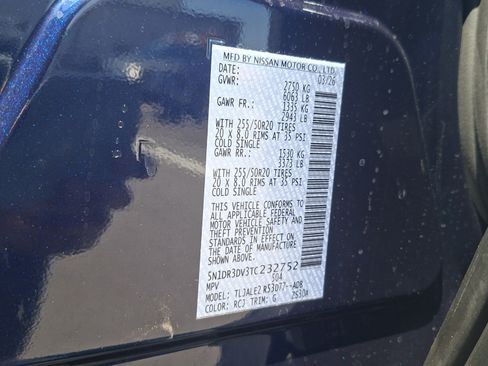 MFD BY NISSAN MOTOR CO., LTD.
DATE: 03/26
GVWR: 2750 KG
6063 LB
GAWR FR: 1335 KG
2943 LB
WITH 255/50R20 TIRES
20 X 8.0 RIMS AT 35 PSI
COLD SINGLE
GAWR RR: 1530 KG
3373 LB
WITH 255/50R20 TIRES
20 X 8.0 RIMS AT 35 PSI
COLD SINGLE
THIS VEHICLE CONFORMS TO
ALL APPLICABLE FEDERAL
MOTOR VEHICLE SAFETY AND
THEFT PREVENTION
STANDARDS IN EFFECT ON
THE DATE OF MANUFACTURE
SHOWN ABOVE.
5N1DR3DV3TC232752
MPV
MODEL: TLJALE2
COLOR: RCJ TRIM: G